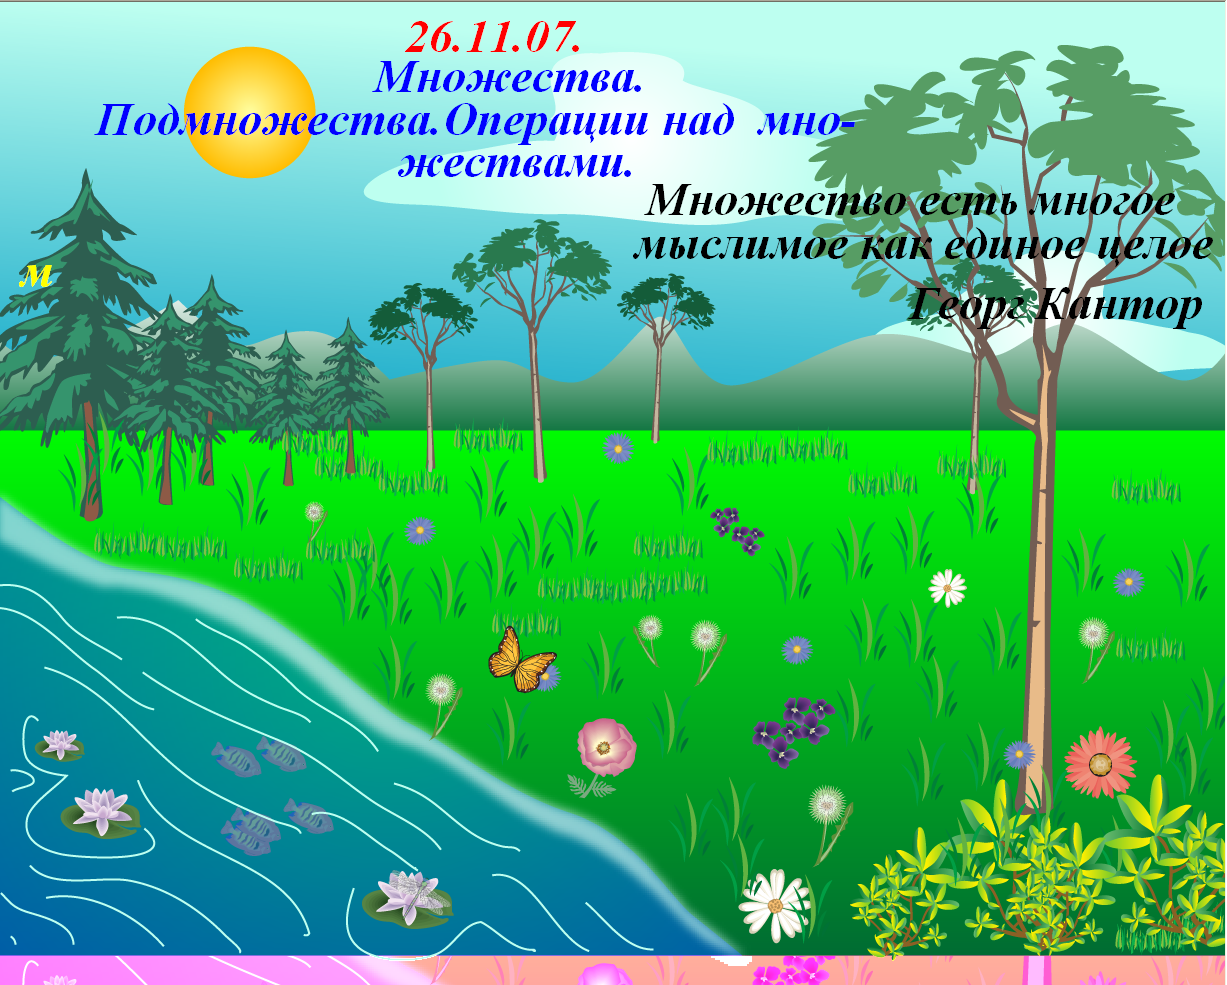 26.11.07.
Множества.
Подмножества.Операции над мно-
жествами.
Множество есть многое
мыслимое как единое целое
м
Георг Кантор